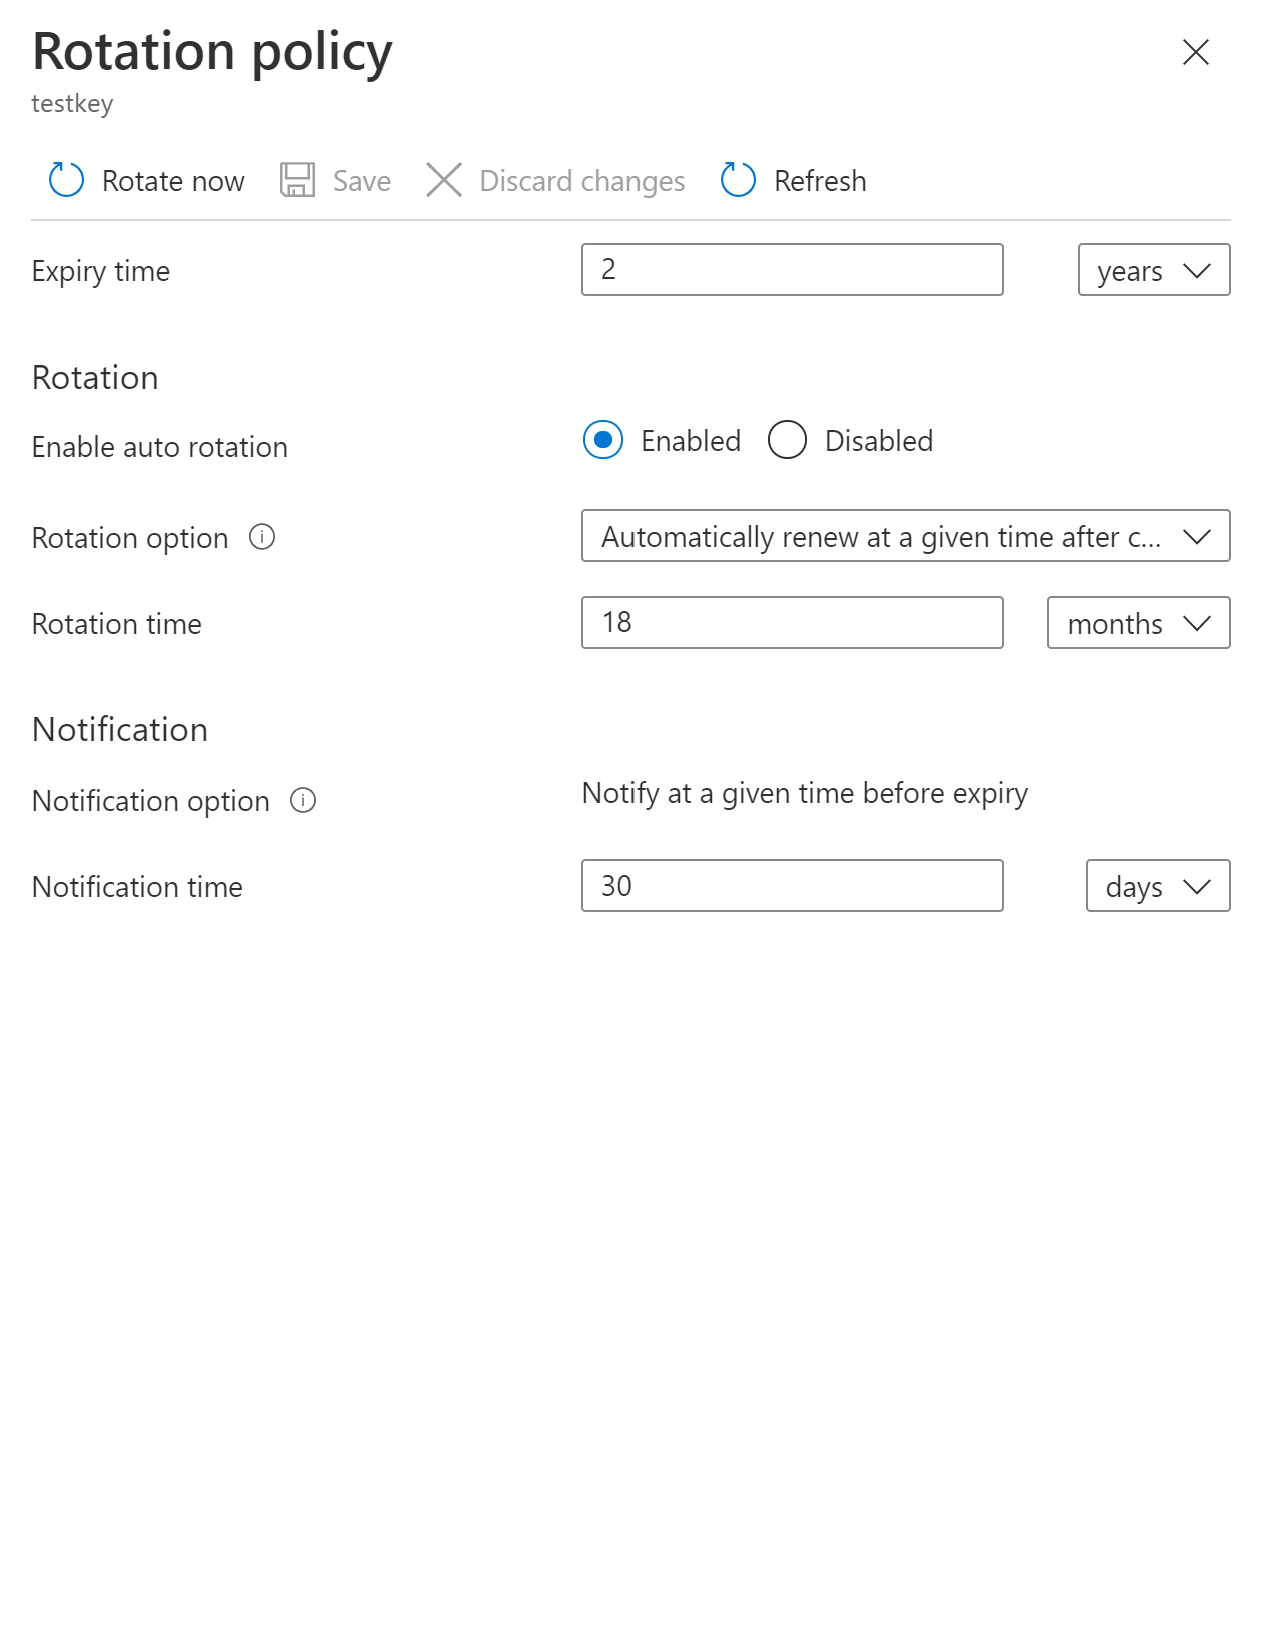 Rotation policy
testkey
Rotate now Save Discard changes Refresh
Expiry time 2 years
Rotation
Enable auto rotation Enabled Disabled
Rotation option Automatically renew at a given time after c...
Rotation time 18 months
Notification
Notification option Notify at a given time before expiry
Notification time 30 days